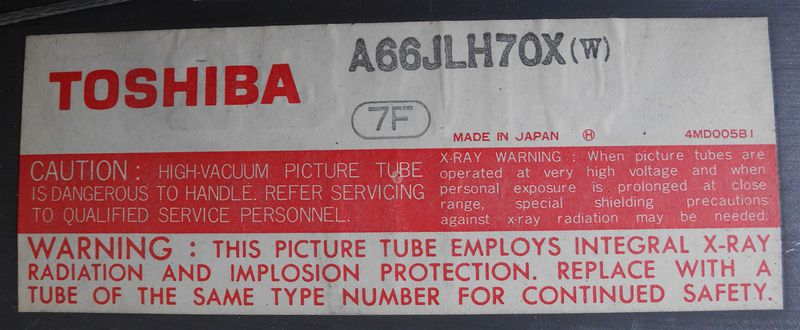 TOSHIBA
A66JLH70X(W)
7F
MADE IN JAPAN Ⓗ 4MD005B1
CAUTION : HIGH-VACUUM PICTURE TUBE
IS DANGEROUS TO HANDLE. REFER SERVICING
TO QUALIFIED SERVICE PERSONNEL.
X-RAY WARNING : When picture tubes are
operated at very high voltage and when
personal exposure is prolonged at close
range, special shielding precautions
against x-ray radiation may be needed.
WARNING : THIS PICTURE TUBE EMPLOYS INTEGRAL X-RAY
RADIATION AND IMPLOSION PROTECTION. REPLACE WITH A
TUBE OF THE SAME TYPE NUMBER FOR CONTINUED SAFETY.